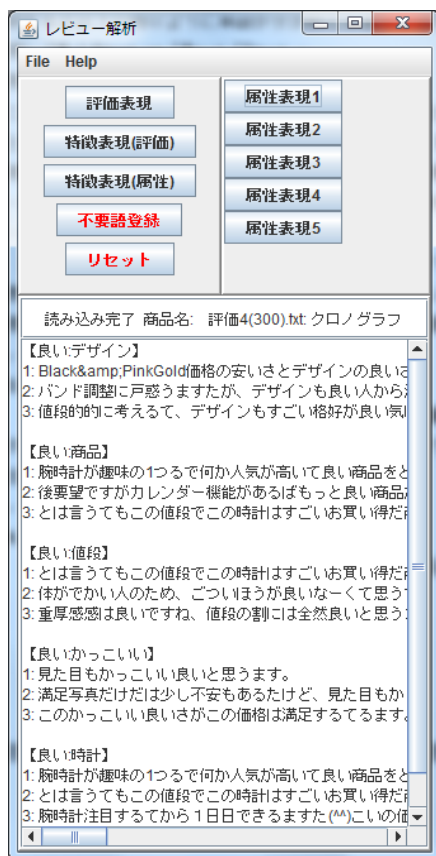 レビュー解析
File Help
評価表現
特徴表現(評価)
特徴表現(属性)
不要語登録
リセット
属性表現1
属性表現2
属性表現3
属性表現4
属性表現5
読み込み完了 商品名: 評価4(300).txt: クロノグラフ
【良い:デザイン】
1: Black&amp;PinkGold価格の安いさとデザインの良いさ
2: バンド調整に戸惑うますたが、デザインも良い人から
3: 値段的的に考えるて、デザインもすごい格好が良い気
【良い:商品】
1: 腕時計が趣味の1つるで何か人気が高いて良い商品をと
2: 後要望ですがカレンダー機能があるばもっと良い商品
3: とは言うてもこの値段でこの時計はすごいお買い得だ
【良い:値段】
1: とは言うてもこの値段でこの時計はすごいお買い得だ
2: 体がでかい人のため、ごついほうが良いなーくて思う
3: 重厚感感は良いですね、値段の割には全然良いと思う
【良い:かっこいい】
1: 見た目もかっこいい良いと思うます。
2: 満足写真だけだは少し不安もあるたけど、見た目もか
3: このかっこいい良いさがこの価格は満足するてるます。
【良い:時計】
1: 腕時計が趣味の1つるで何か人気が高いて良い商品をと
2: とは言うてもこの値段でこの時計はすごいお買い得だ
3: 腕時計注目するてから1日日できるますた(^^)こいの価